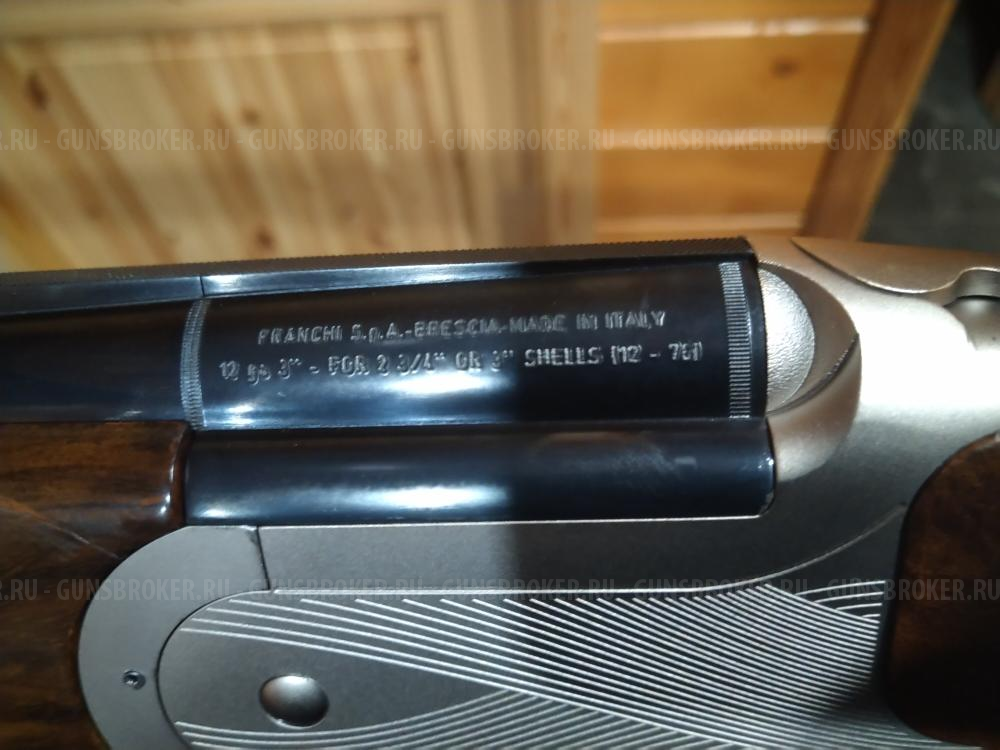 .RU - GUNSBROKER.RU - GUNSBROKER.RU - GUNSBROKER.RU - GUNSBROKER.RU - GUNSBROKER.RU
FRANCHI S.p.A.-BRESCIA-MADE IN ITALY
12 ga 3" - FOR 2 3/4" OR 3" SHELLS (12 - 76)
.RU - GUNSBROKER.RU - GUNSBROKER.RU - GUNSBROKER.RU - GUNSBROKER.RU - GUNSBROKER.RU